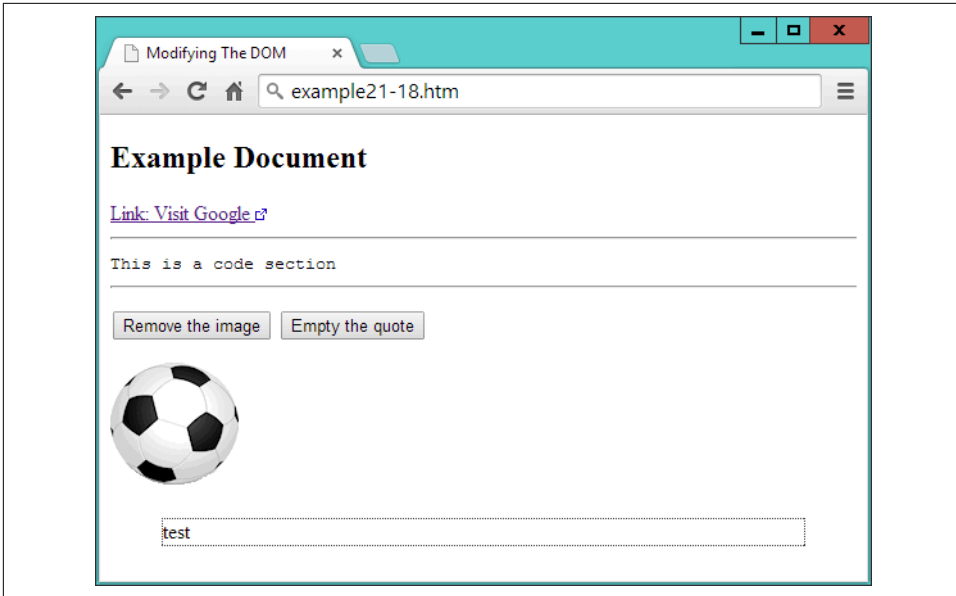 Modifying The DOM
example21-18.htm
Example Document
Link: Visit Google
This is a code section
Remove the image Empty the quote
test